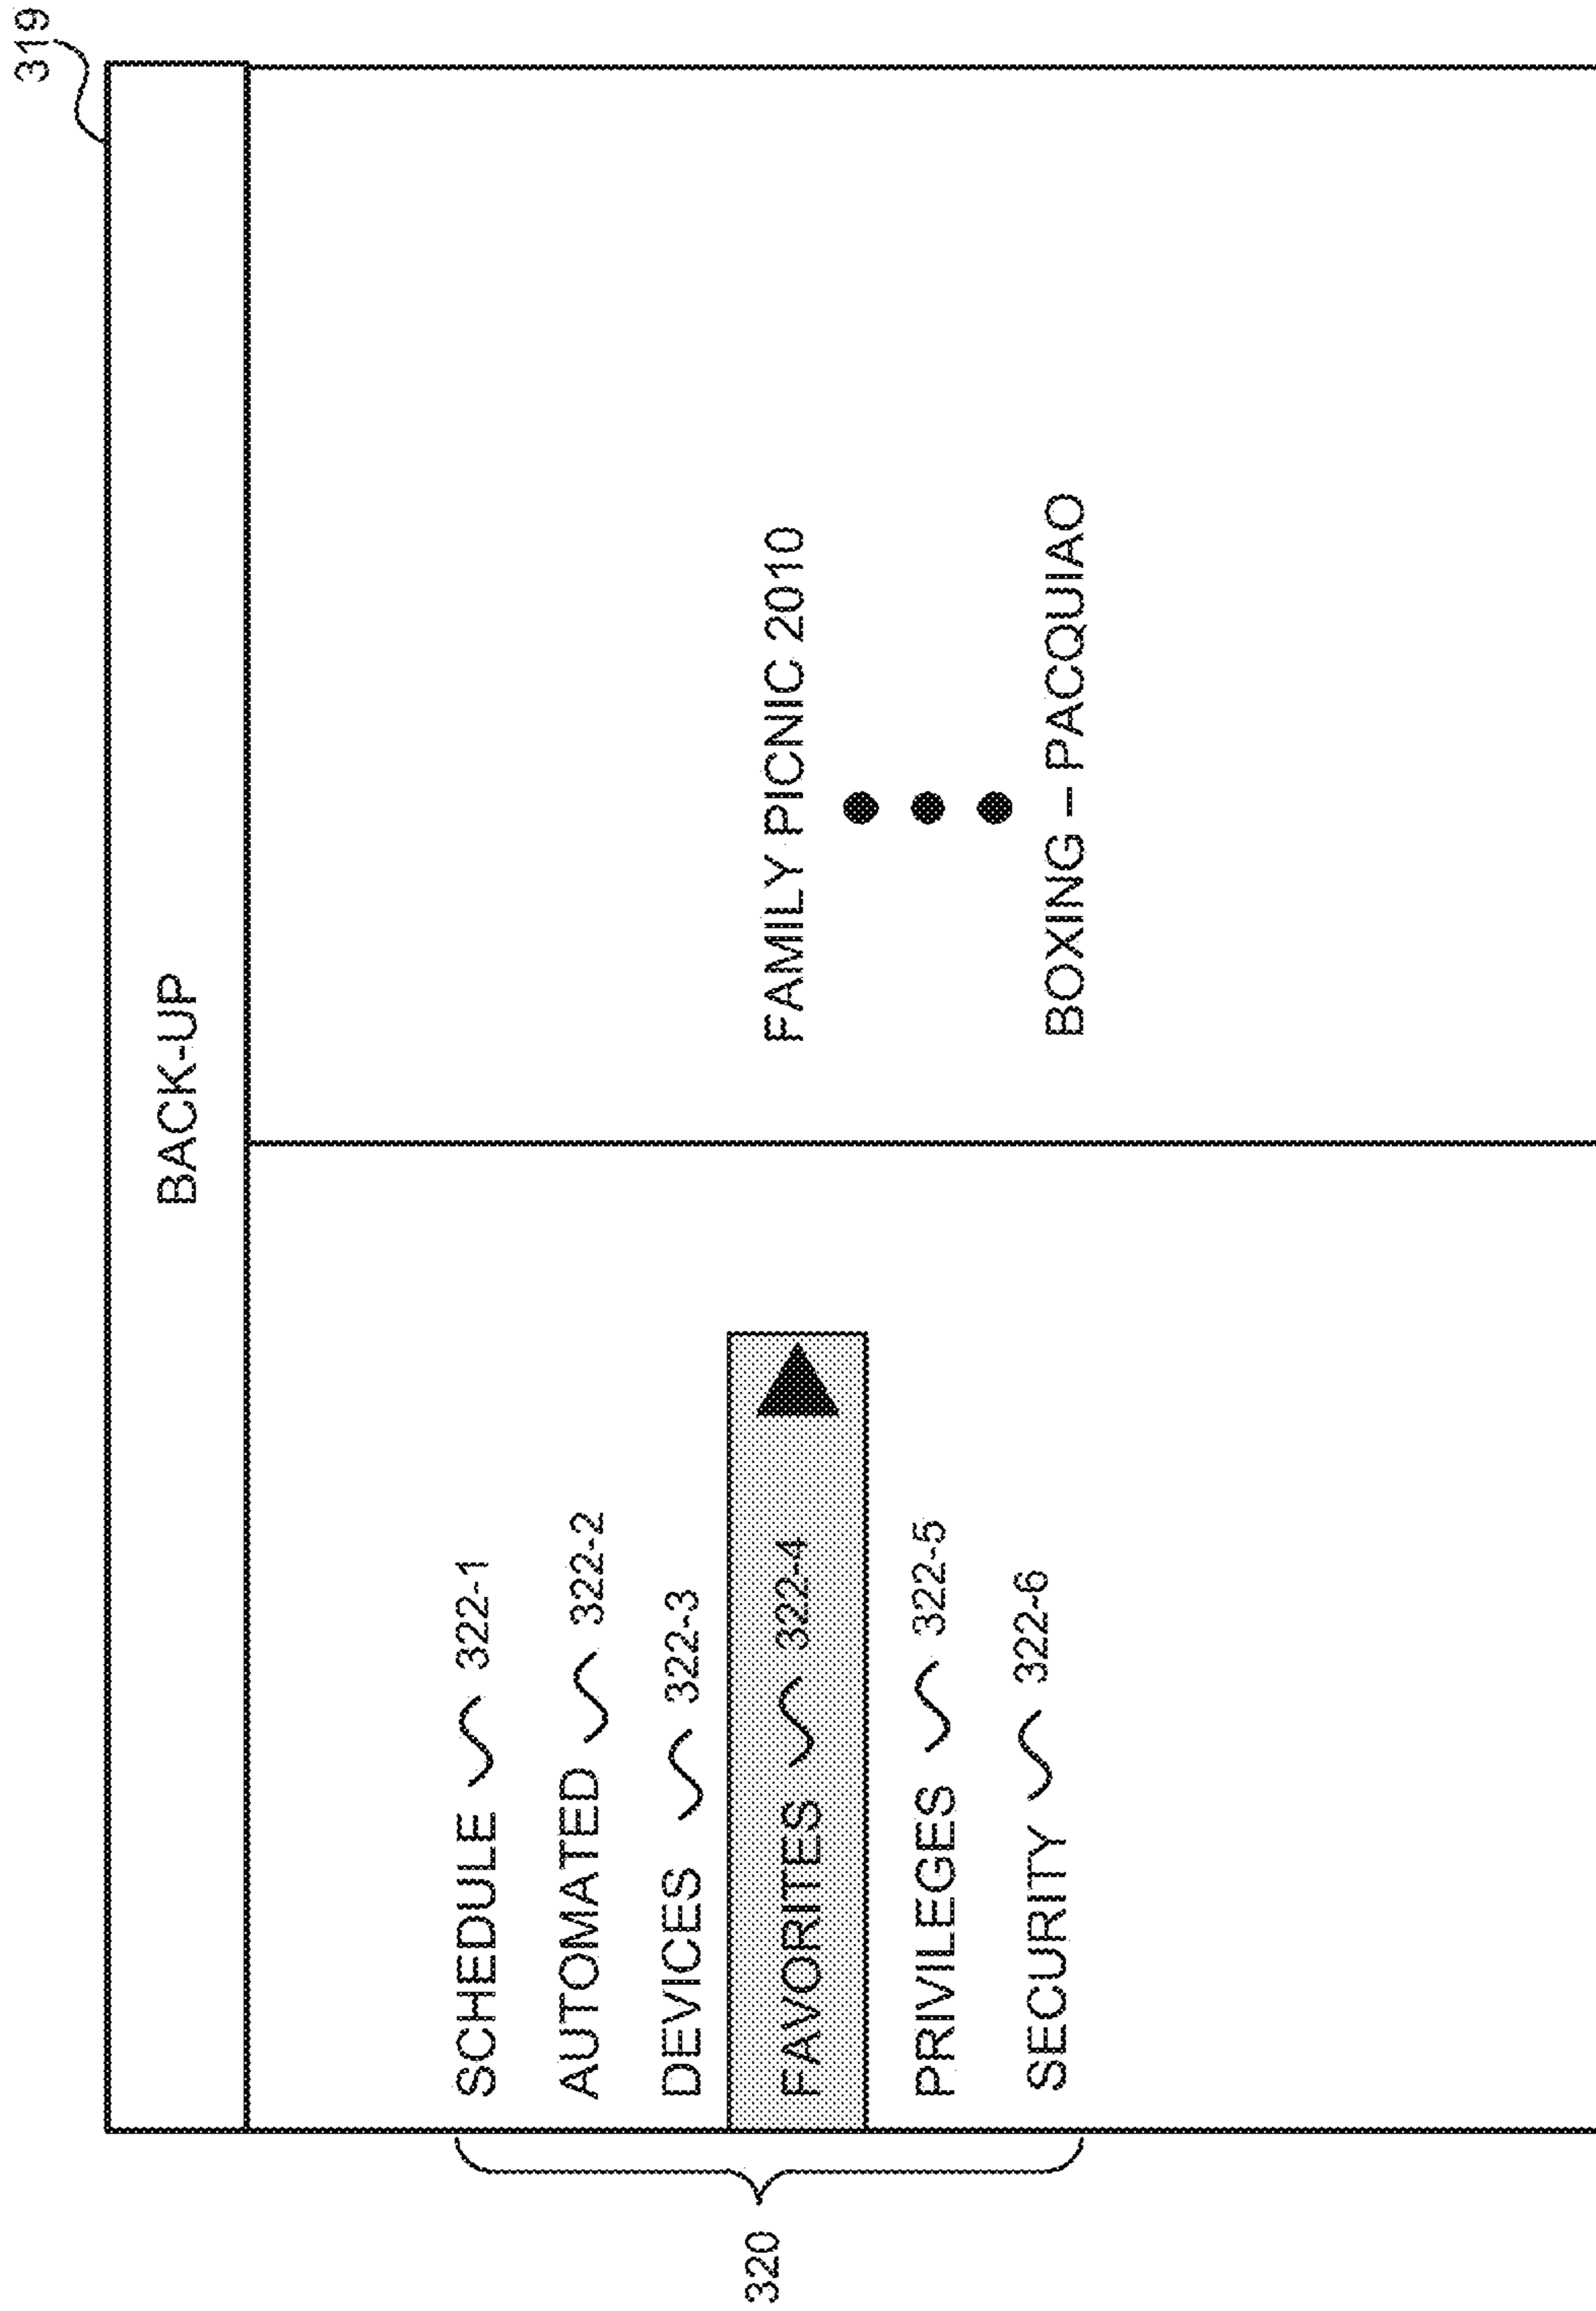 319
BACK-UP
SCHEDULE 322-1
AUTOMATED 322-2
DEVICES 322-3
FAVORITES 322-4
PRIVILEGES 322-5
SECURITY 322-6
320
FAMILY PICNIC 2010
BOXING – PACQUIAO